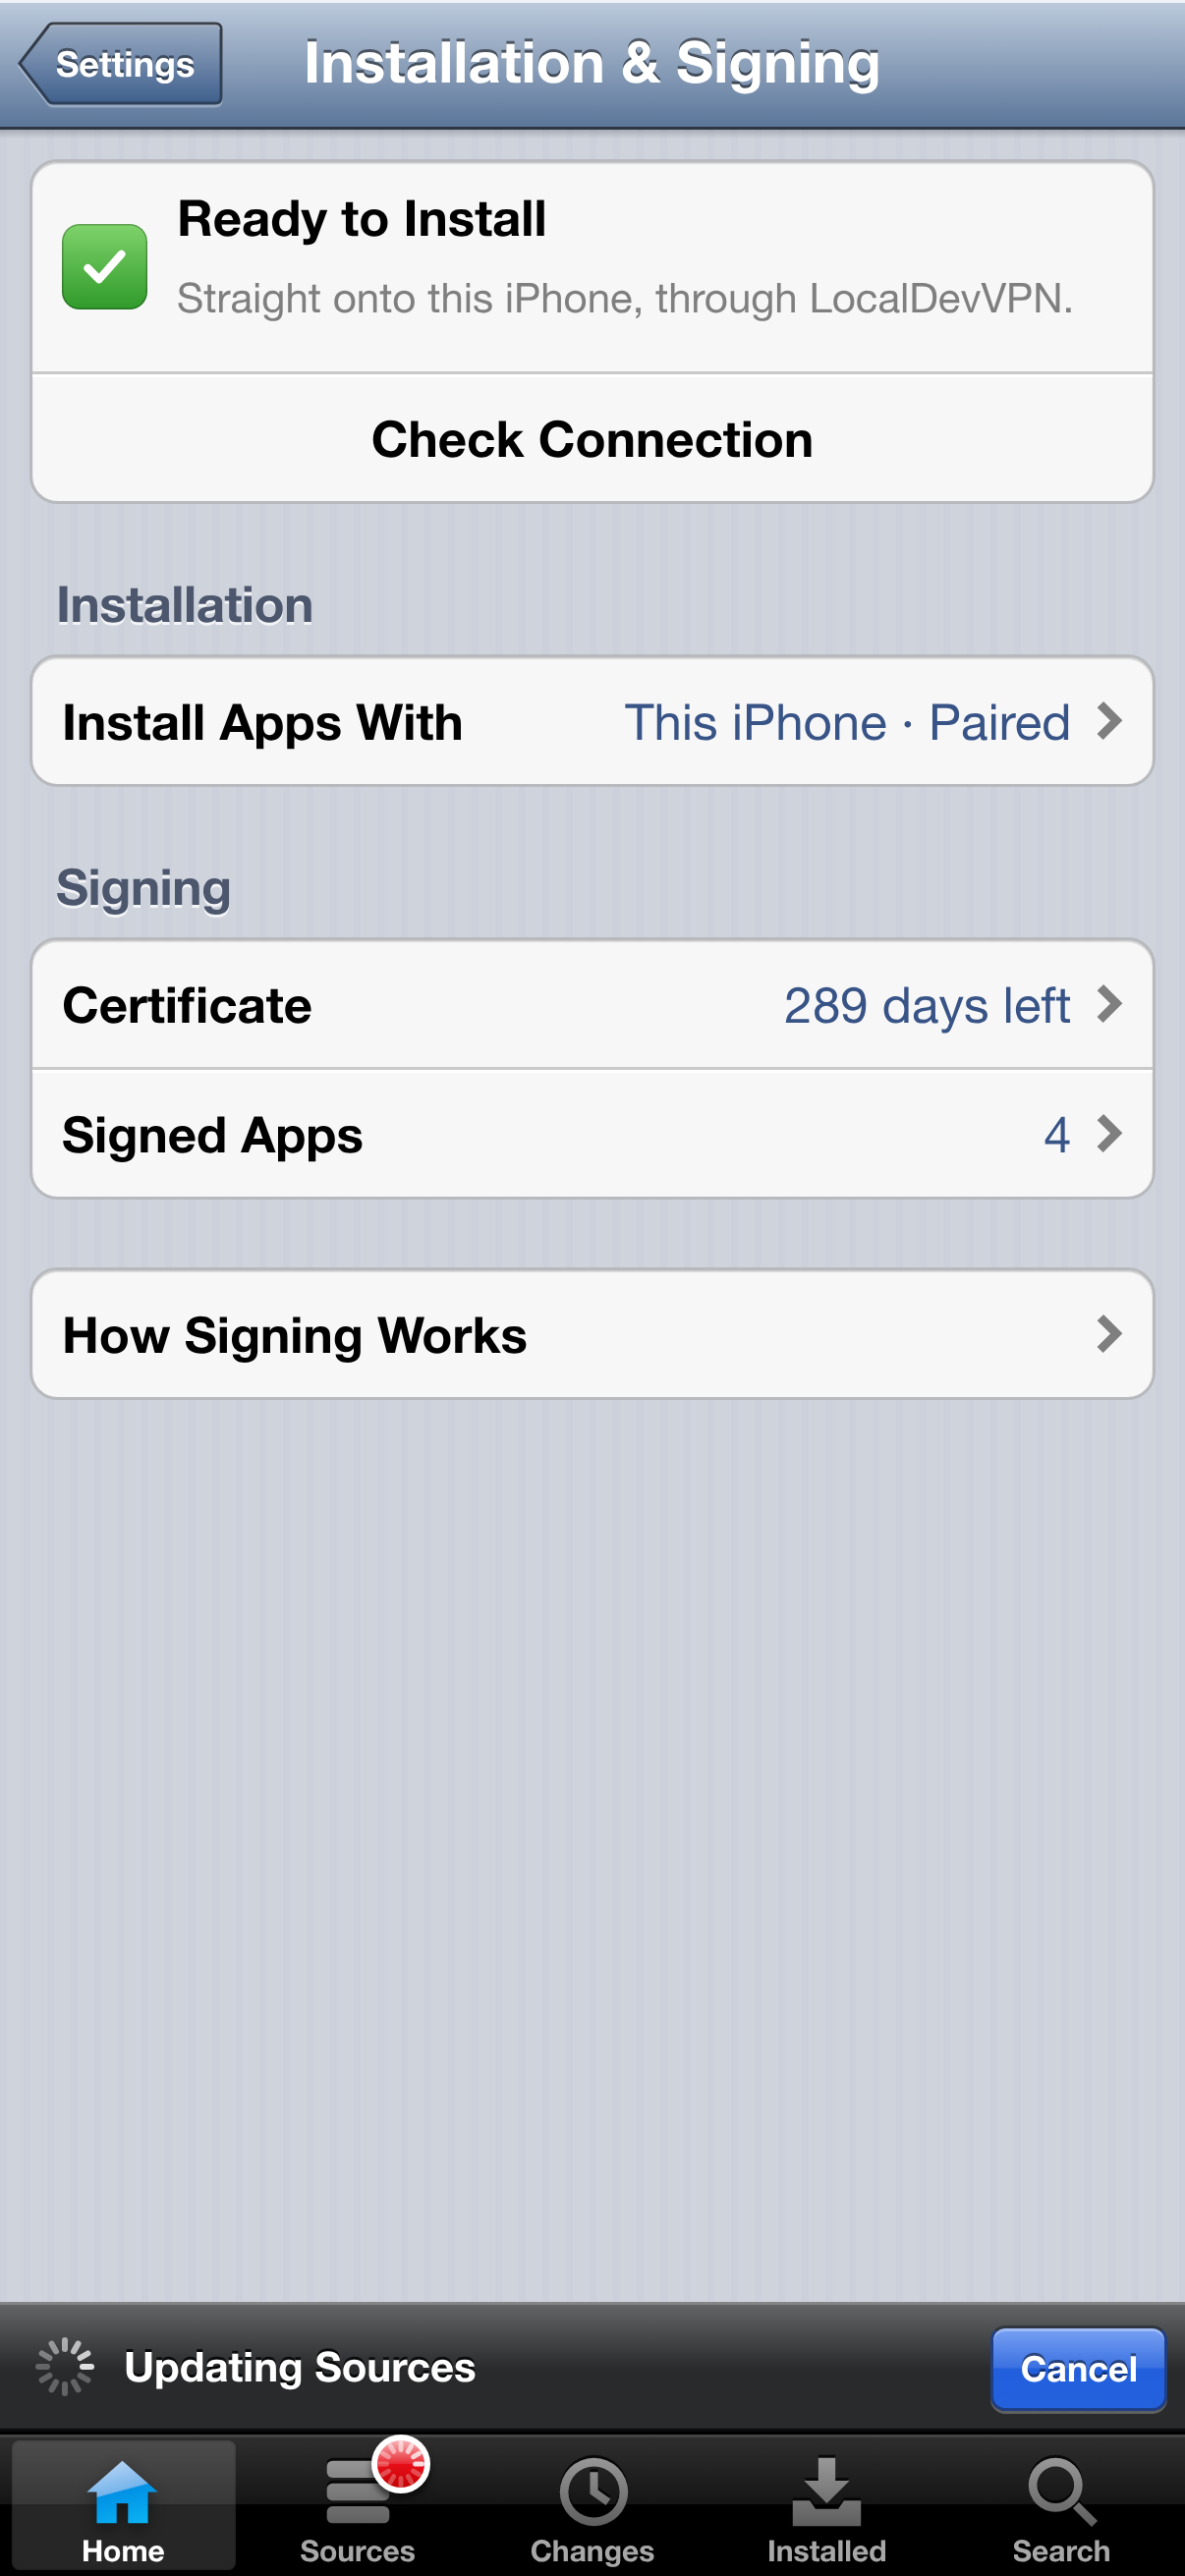 Settings
Installation & Signing
Ready to Install
Straight onto this iPhone, through LocalDevVPN.
Check Connection
Installation
Install Apps With
This iPhone · Paired
Signing
Certificate
289 days left
Signed Apps
4
How Signing Works
Updating Sources
Cancel
Home
Sources
Changes
Installed
Search